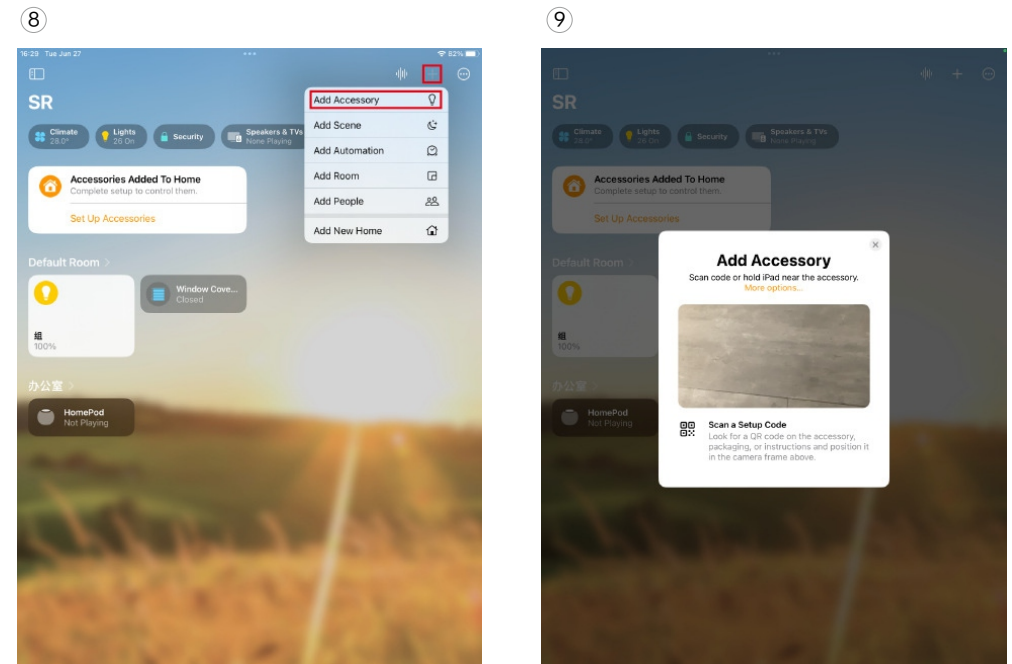 ⑧
16:29 Tue Jun 27
82%
SR
Climate
28.0°
Lights
26 On
Security
Speakers & TVs
None Playing
Add Accessory
Add Scene
Add Automation
Add Room
Add People
Add New Home
Accessories Added To Home
Complete setup to control them.
Set Up Accessories
Default Room >
组
100%
Window Cove...
Closed
办公室 >
HomePod
Not Playing
⑨
SR
Climate
28.0°
Lights
26 On
Security
Speakers & TVs
None Playing
Accessories Added To Home
Complete setup to control them.
Set Up Accessories
Default Room >
组
100%
办公室 >
HomePod
Not Playing
Add Accessory
Scan code or hold iPad near the accessory.
More options...
Scan a Setup Code
Look for a QR code on the accessory,
packaging, or instructions and position it
in the camera frame above.